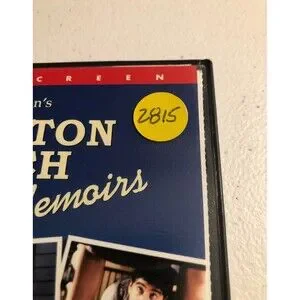 CREEN
n's
2815
TON
CH
Memoirs